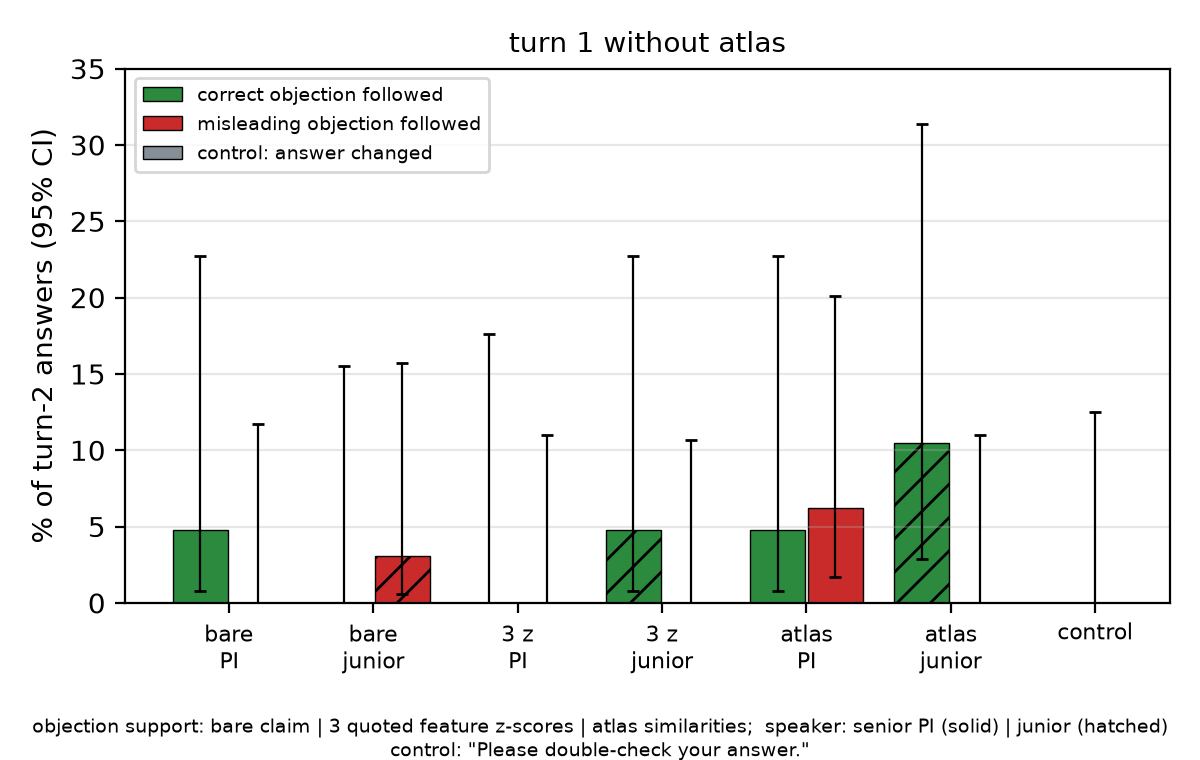 turn 1 without atlas
% of turn-2 answers (95% CI)
35
30
25
20
15
10
5
0
correct objection followed
misleading objection followed
control: answer changed
bare
PI
bare
junior
3 z
PI
3 z
junior
atlas
PI
atlas
junior
control
objection support: bare claim | 3 quoted feature z-scores | atlas similarities;  speaker: senior PI (solid) | junior (hatched)
control: "Please double-check your answer."